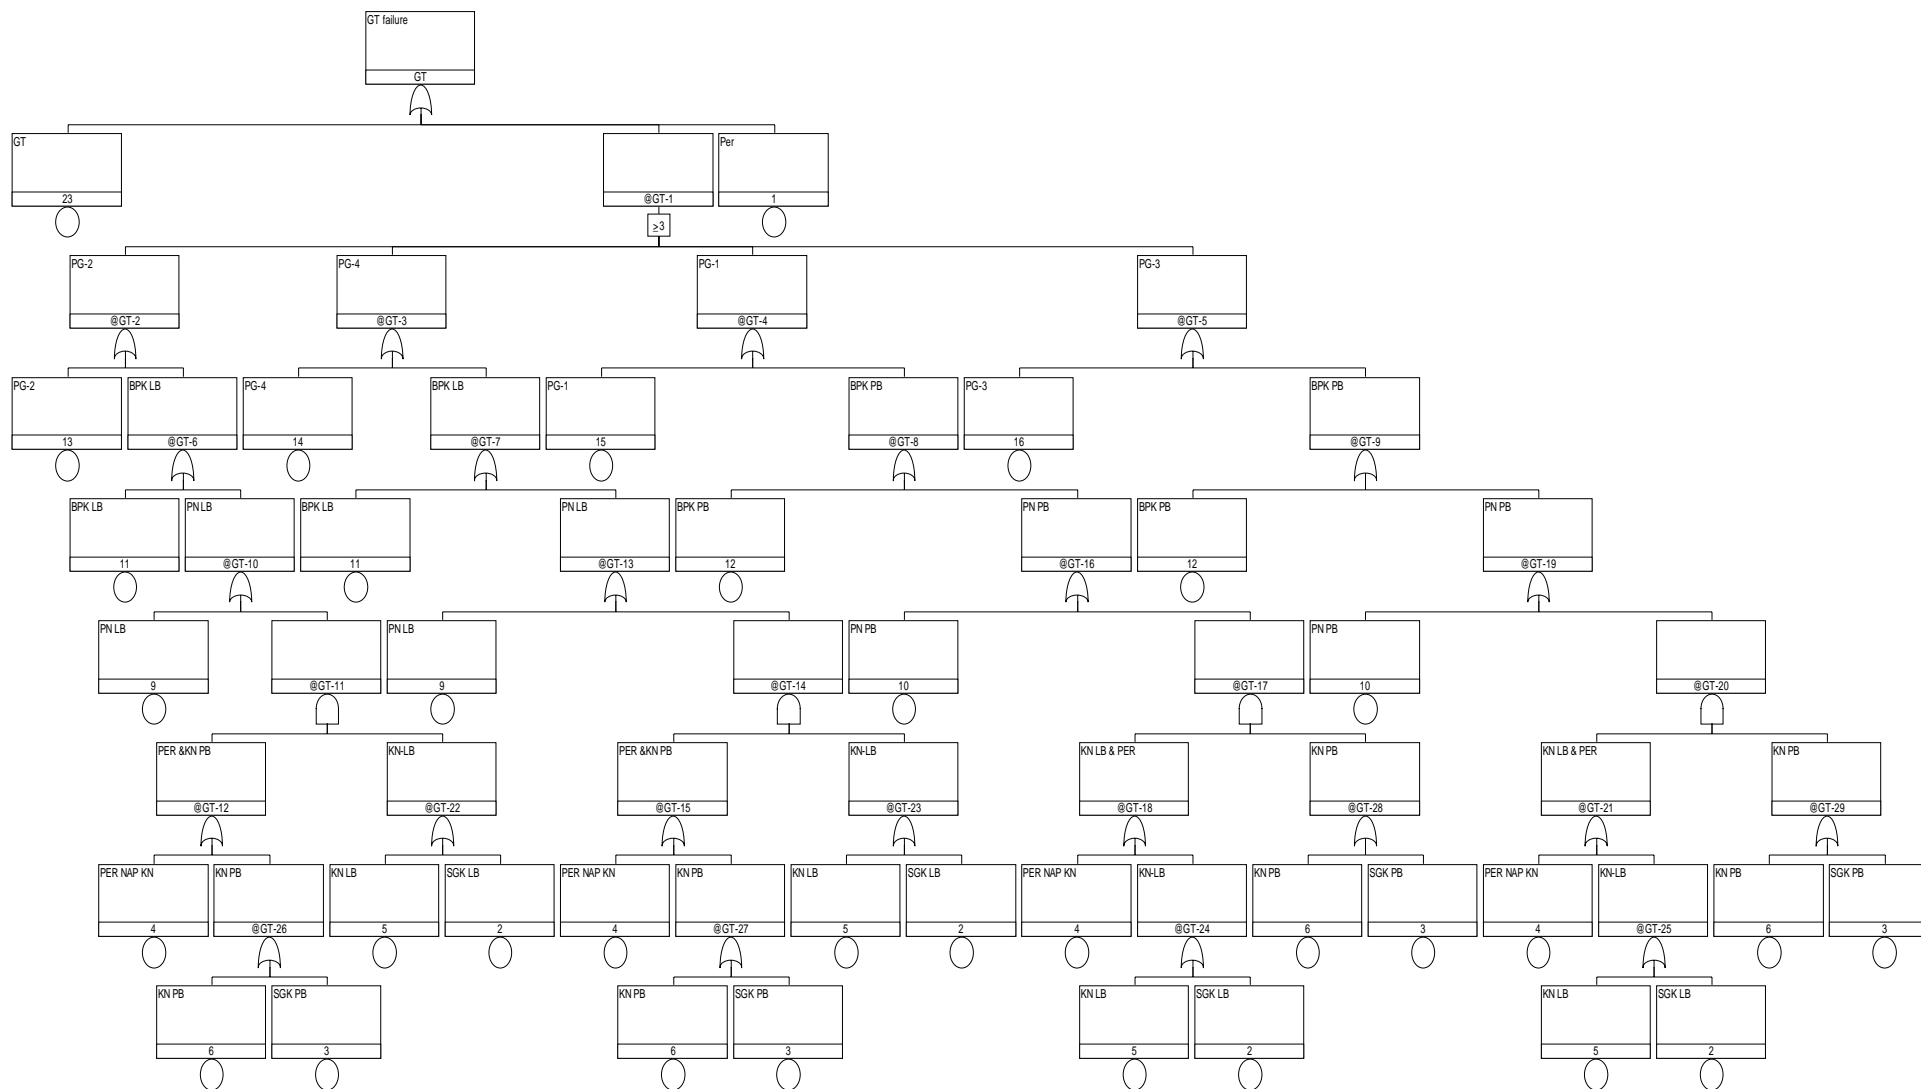 GT failure
GT
GT
Per
23
@GT-1
1
≥3
PG-2
PG-4
PG-1
PG-3
@GT-2
@GT-3
@GT-4
@GT-5
PG-2
BPK LB
PG-4
BPK LB
PG-1
BPK PB
PG-3
BPK PB
13
@GT-6
14
@GT-7
15
@GT-8
16
@GT-9
BPK LB
PN LB
BPK LB
PN LB
BPK PB
PN PB
BPK PB
PN PB
11
@GT-10
11
@GT-13
12
@GT-16
12
@GT-19
PN LB
PN LB
PN PB
PN PB
9
@GT-11
9
@GT-14
10
@GT-17
10
@GT-20
PER &KN PB
KN-LB
PER &KN PB
KN-LB
KN LB & PER
KN PB
KN LB & PER
KN PB
@GT-12
@GT-22
@GT-15
@GT-23
@GT-18
@GT-28
@GT-21
@GT-29
PER NAP KN
KN PB
KN LB
SGK LB
PER NAP KN
KN PB
KN LB
SGK LB
PER NAP KN
KN-LB
KN PB
SGK PB
PER NAP KN
KN-LB
KN PB
SGK PB
4
@GT-26
5
2
4
@GT-27
5
2
4
@GT-24
6
3
4
@GT-25
6
3
KN PB
SGK PB
KN PB
SGK PB
KN LB
SGK LB
KN LB
SGK LB
6
3
6
3
5
2
5
2